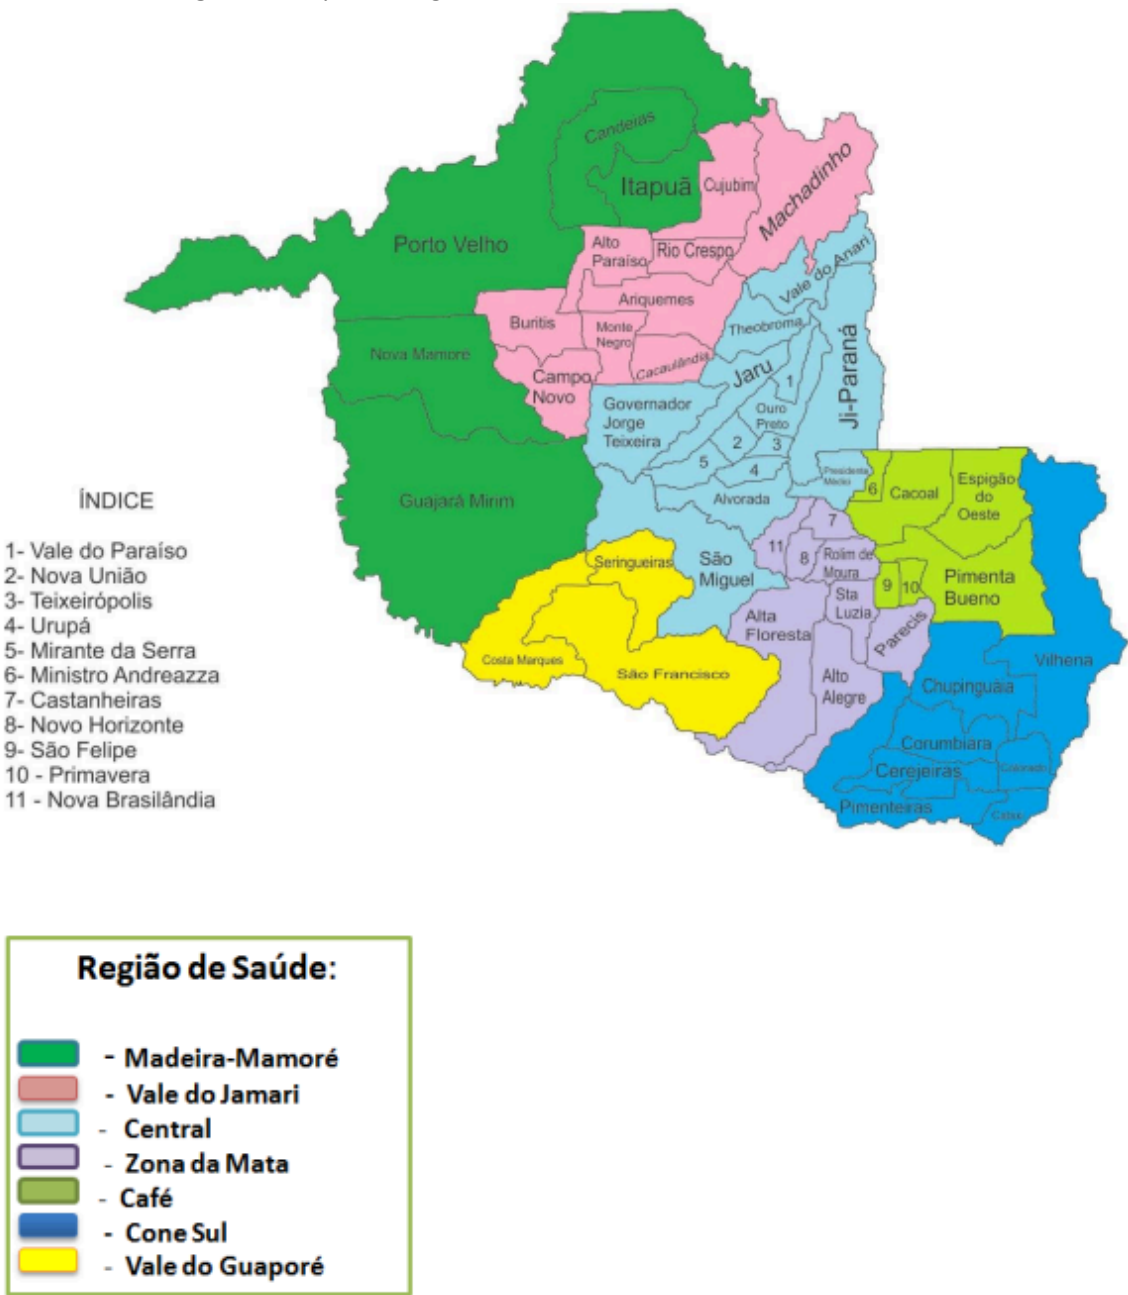 Candeias
Itapuã
Cujubim
Machadinho
Porto Velho
Alto
Paraíso
Rio Crespo
Vale do Anari
Ariquemes
Buritis
Monte
Negro
Theobroma
Nova Mamore
Cacaulândia
Jaru
Ji-Paraná
Campo
Novo
1
Governador
Jorge
Teixeira
Ouro
Preto
2
3
5
4
Presidente
Médici
6
Cacoal
Espigão
do
Oeste
Guajará Mirim
Alvorada
7
11
8
Rolim de
Moura
São
Miguel
Seringueiras
9
10
Pimenta
Bueno
Sta
Luzia
Alta
Floresta
Parecis
Costa Marques
São Francisco
Alto
Alegre
Vilhena
Chupinguaia
Corumbiara
Cerejeiras
Pimenteiras
ÍNDICE
1- Vale do Paraíso
2- Nova União
3- Teixeirópolis
4- Urupá
5- Mirante da Serra
6- Ministro Andreazza
7- Castanheiras
8- Novo Horizonte
9- São Felipe
10 - Primavera
11 - Nova Brasilândia
Região de Saúde:
- Madeira-Mamoré
- Vale do Jamari
- Central
- Zona da Mata
- Café
- Cone Sul
- Vale do Guaporé